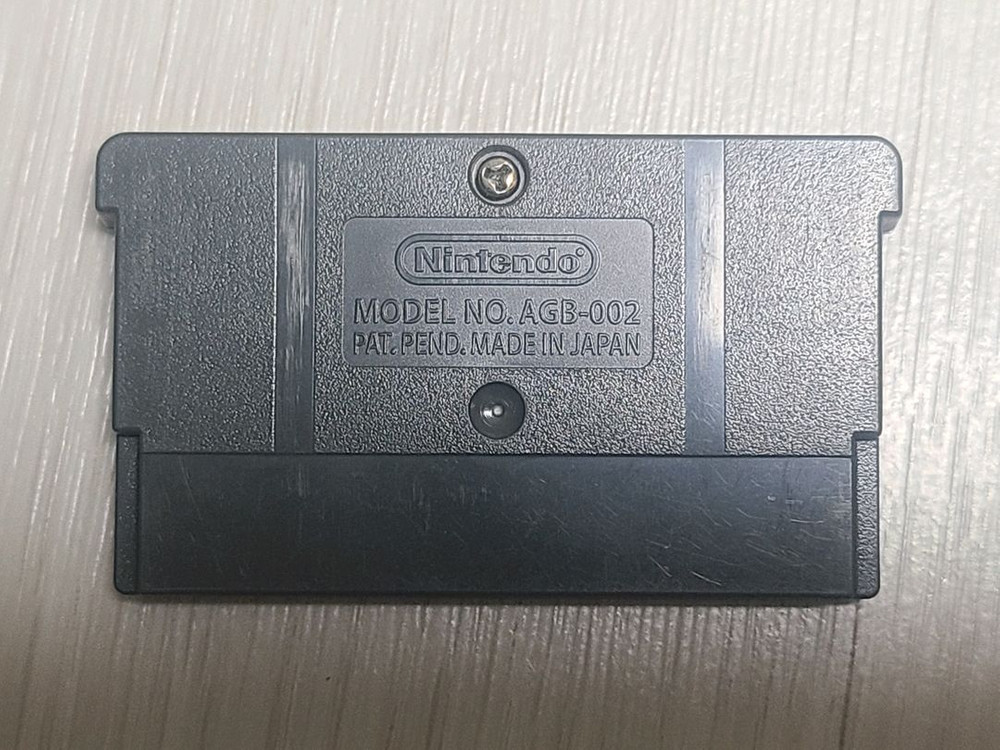 Nintendo®
MODEL NO. AGB-002
PAT. PEND. MADE IN JAPAN